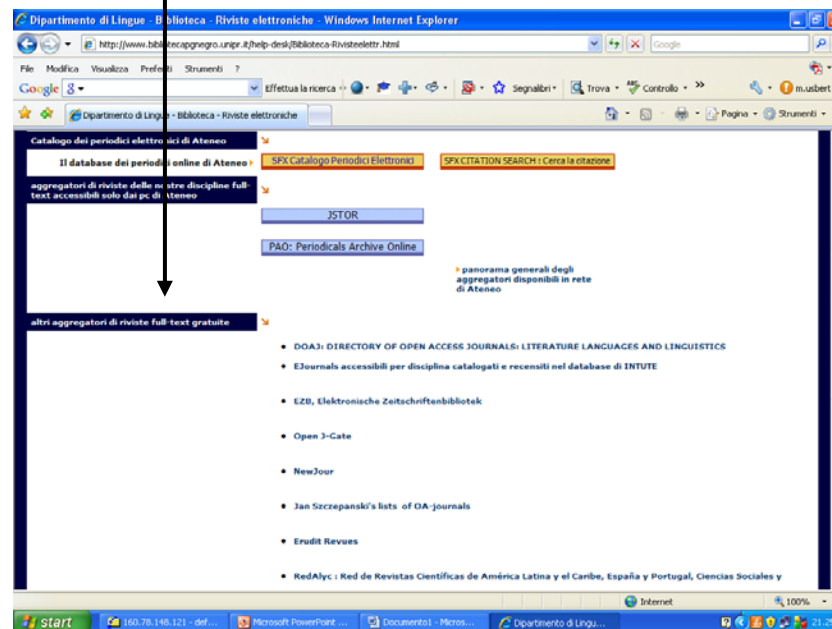 Dipartimento di Lingue - Biblioteca - Riviste elettroniche - Windows Internet Explorer
http://www.bibliotecapgnegro.unipr.it/help-desk/Biblioteca-Rivisteelettr.html
Google
File Modifica Visualizza Preferiti Strumenti ?
Google Effettua la ricerca Segnalibri Trova Controllo m.usbert
Dipartimento di Lingue - Biblioteca - Riviste elettroniche Pagina Strumenti
Catalogo dei periodici elettronici di Ateneo
Il database dei periodici online di Ateneo SFX Catalogo Periodici Elettronici SFX CITATION SEARCH : Cerca la citazione
aggregatori di riviste delle nostre discipline full-
text accessibili solo dai pc di Ateneo
JSTOR
PAO: Periodicals Archive Online
panorama generali degli
aggregatori disponibili in rete
di Ateneo
altri aggregatori di riviste full-text gratuite
• DOAJ: DIRECTORY OF OPEN ACCESS JOURNALS: LITERATURE LANGUAGES AND LINGUISTICS
• EJournals accessibili per disciplina catalogati e recensiti nel database di INTUTE
• EZB, Elektronische Zeitschriftenbibliotek
• Open J-Gate
• NewJour
• Jan Szczepanski's lists of OA-journals
• Erudit Revues
• RedAlyc : Red de Revistas Científicas de América Latina y el Caribe, España y Portugal, Ciencias Sociales y
Internet 100%
start 160.78.148.121 - def... Microsoft PowerPoint ... Documento1 - Micros... Dipartimento di Lingu... 21.25